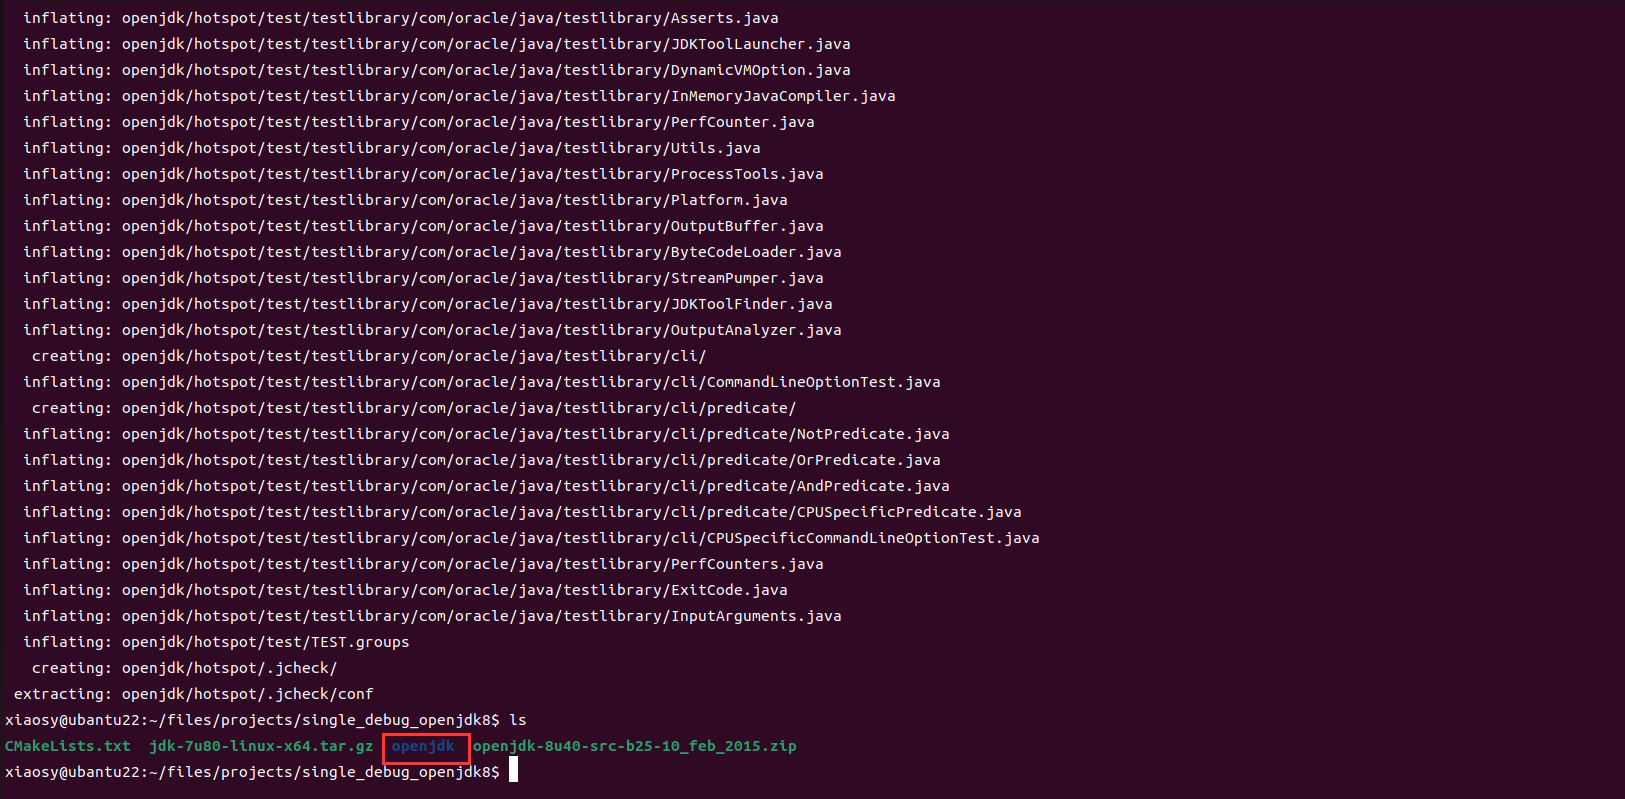 inflating: openjdk/hotspot/test/testlibrary/com/oracle/java/testlibrary/Asserts.java
inflating: openjdk/hotspot/test/testlibrary/com/oracle/java/testlibrary/JDKToolLauncher.java
inflating: openjdk/hotspot/test/testlibrary/com/oracle/java/testlibrary/DynamicVMOption.java
inflating: openjdk/hotspot/test/testlibrary/com/oracle/java/testlibrary/InMemoryJavaCompiler.java
inflating: openjdk/hotspot/test/testlibrary/com/oracle/java/testlibrary/PerfCounter.java
inflating: openjdk/hotspot/test/testlibrary/com/oracle/java/testlibrary/Utils.java
inflating: openjdk/hotspot/test/testlibrary/com/oracle/java/testlibrary/ProcessTools.java
inflating: openjdk/hotspot/test/testlibrary/com/oracle/java/testlibrary/Platform.java
inflating: openjdk/hotspot/test/testlibrary/com/oracle/java/testlibrary/OutputBuffer.java
inflating: openjdk/hotspot/test/testlibrary/com/oracle/java/testlibrary/ByteCodeLoader.java
inflating: openjdk/hotspot/test/testlibrary/com/oracle/java/testlibrary/StreamPumper.java
inflating: openjdk/hotspot/test/testlibrary/com/oracle/java/testlibrary/JDKToolFinder.java
inflating: openjdk/hotspot/test/testlibrary/com/oracle/java/testlibrary/OutputAnalyzer.java
creating: openjdk/hotspot/test/testlibrary/com/oracle/java/testlibrary/cli/
inflating: openjdk/hotspot/test/testlibrary/com/oracle/java/testlibrary/cli/CommandLineOptionTest.java
creating: openjdk/hotspot/test/testlibrary/com/oracle/java/testlibrary/cli/predicate/
inflating: openjdk/hotspot/test/testlibrary/com/oracle/java/testlibrary/cli/predicate/NotPredicate.java
inflating: openjdk/hotspot/test/testlibrary/com/oracle/java/testlibrary/cli/predicate/OrPredicate.java
inflating: openjdk/hotspot/test/testlibrary/com/oracle/java/testlibrary/cli/predicate/AndPredicate.java
inflating: openjdk/hotspot/test/testlibrary/com/oracle/java/testlibrary/cli/predicate/CPUSpecificPredicate.java
inflating: openjdk/hotspot/test/testlibrary/com/oracle/java/testlibrary/cli/CPUSpecificCommandLineOptionTest.java
inflating: openjdk/hotspot/test/testlibrary/com/oracle/java/testlibrary/PerfCounters.java
inflating: openjdk/hotspot/test/testlibrary/com/oracle/java/testlibrary/ExitCode.java
inflating: openjdk/hotspot/test/testlibrary/com/oracle/java/testlibrary/InputArguments.java
inflating: openjdk/hotspot/test/TEST.groups
creating: openjdk/hotspot/.jcheck/
extracting: openjdk/hotspot/.jcheck/conf
xiaosy@ubantu22:~/files/projects/single_debug_openjdk8$ ls
CMakeLists.txt jdk-7u80-linux-x64.tar.gz openjdk openjdk-8u40-src-b25-10_feb_2015.zip
xiaosy@ubantu22:~/files/projects/single_debug_openjdk8$